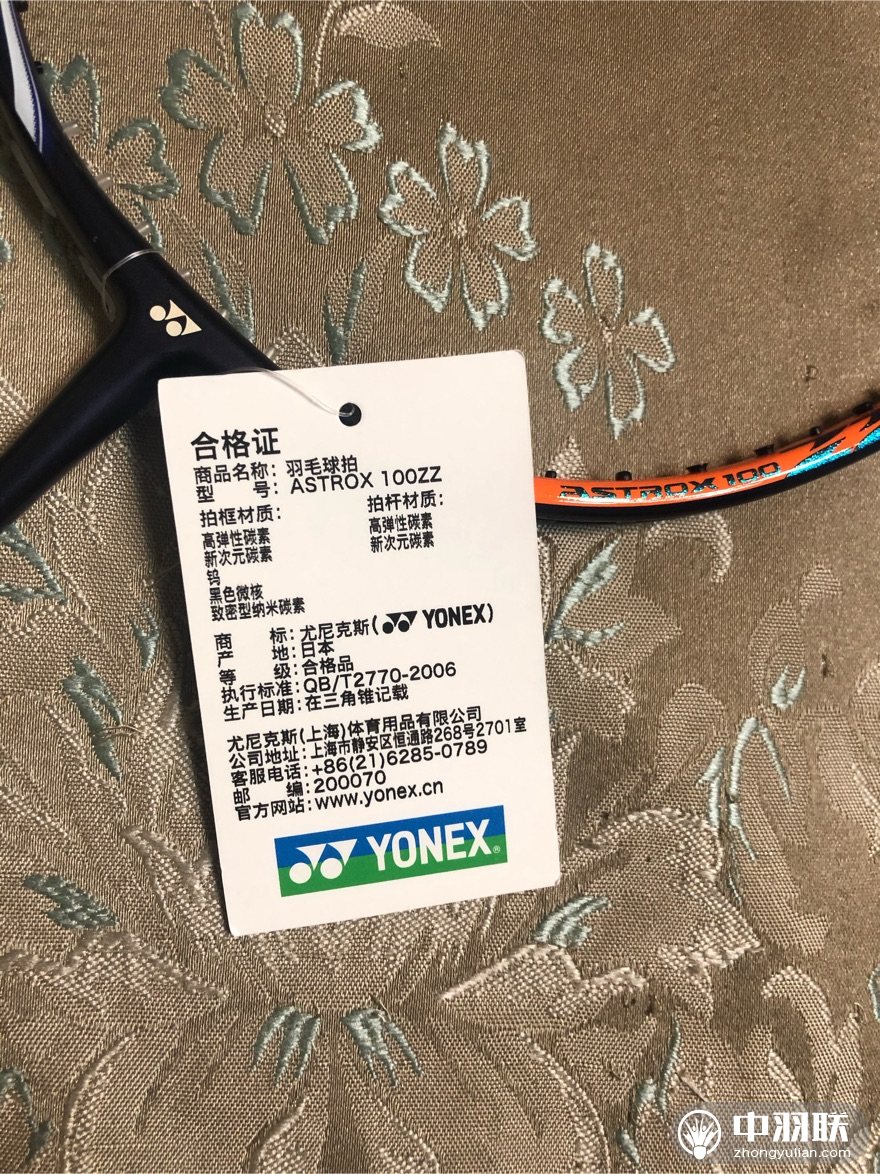 合格证
商品名称：羽毛球拍
型 号：ASTROX 100ZZ
拍框材质： 拍杆材质：
高弹性碳素 高弹性碳素
新次元碳素 新次元碳素
钨
黑色微核
致密型纳米碳素
商 标：尤尼克斯(YONEX)
产 地：日本
等 级：合格品
执行标准：QB/T2770-2006
生产日期：在三角锥记载
尤尼克斯(上海)体育用品有限公司
公司地址：上海市静安区恒通路268号2701室
客服电话：+86(21)6285-0789
邮 编：200070
官方网站：www.yonex.cn
YONEX®
ASTROX 100
中羽联
zhongyulian.com